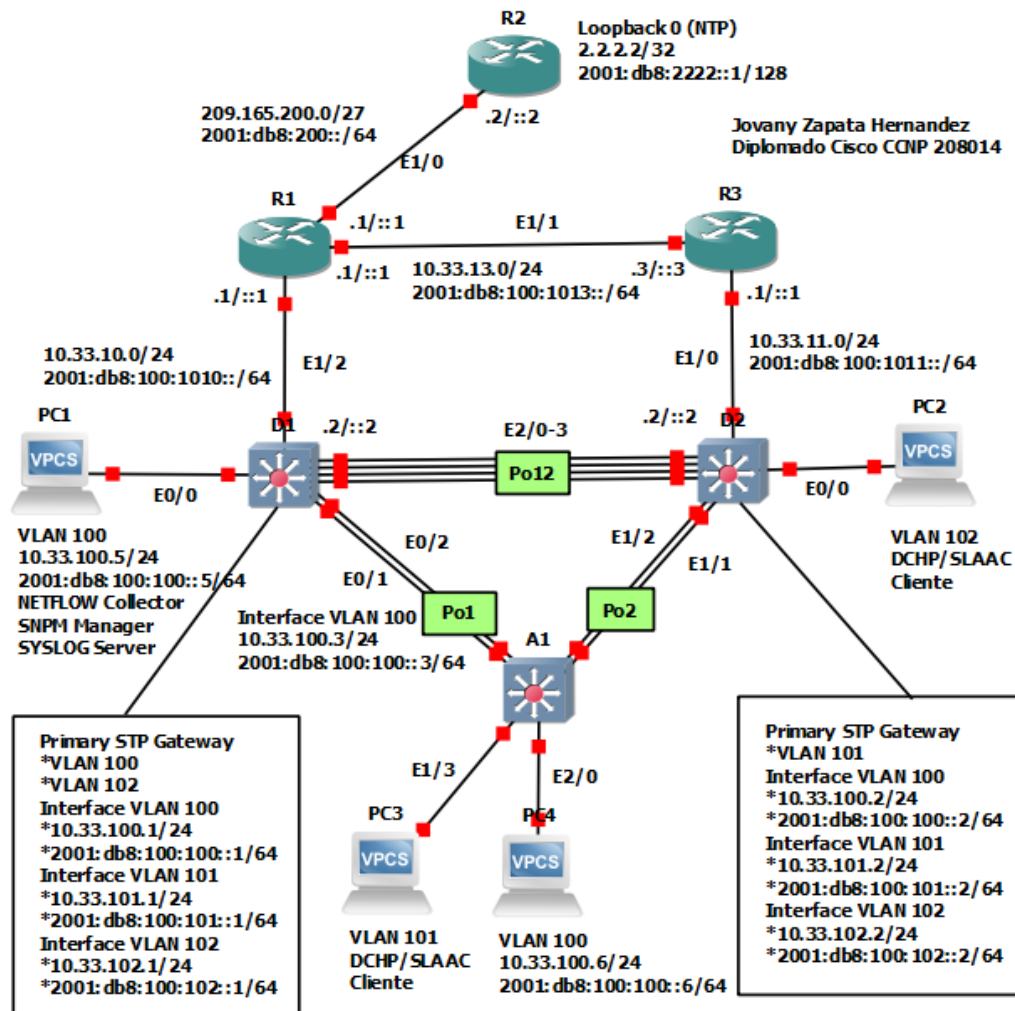 R2
Loopback 0 (NTP)
2.2.2.2/32
2001:db8:2222::1/128
209.165.200.0/27
2001:db8:200::/64
.2/::2
Jovany Zapata Hernandez
Diplomado Cisco CCNP 208014
E1/0
R1
R3
.1/::1
E1/1
.1/::1
10.33.13.0/24
2001:db8:100:1013::/64
.3/::3
.1/::1
.1/::1
10.33.10.0/24
2001:db8:100:1010::/64
E1/2
E1/0
10.33.11.0/24
2001:db8:100:1011::/64
PC1
VPCS
D1
.2/::2
E2/0-3
Po12
.2/::2
D2
PC2
VPCS
E0/0
E0/0
VLAN 100
10.33.100.5/24
2001:db8:100:100::5/64
NETFLOW Collector
SNPM Manager
SYSLOG Server
E0/2
E0/1
E1/2
E1/1
VLAN 102
DCHP/SLAAC
Cliente
Interface VLAN 100
10.33.100.3/24
2001:db8:100:100::3/64
Po1
Po2
A1
Primary STP Gateway
*VLAN 100
*VLAN 102
Interface VLAN 100
*10.33.100.1/24
*2001:db8:100:100::1/64
Interface VLAN 101
*10.33.101.1/24
*2001:db8:100:101::1/64
Interface VLAN 102
*10.33.102.1/24
*2001:db8:100:102::1/64
E1/3
E2/0
PC3
VPCS
PC4
VPCS
VLAN 101
DCHP/SLAAC
Cliente
VLAN 100
10.33.100.6/24
2001:db8:100:100::6/64
Primary STP Gateway
*VLAN 101
Interface VLAN 100
*10.33.100.2/24
*2001:db8:100:100::2/64
Interface VLAN 101
*10.33.101.2/24
*2001:db8:100:101::2/64
Interface VLAN 102
*10.33.102.2/24
*2001:db8:100:102::2/64